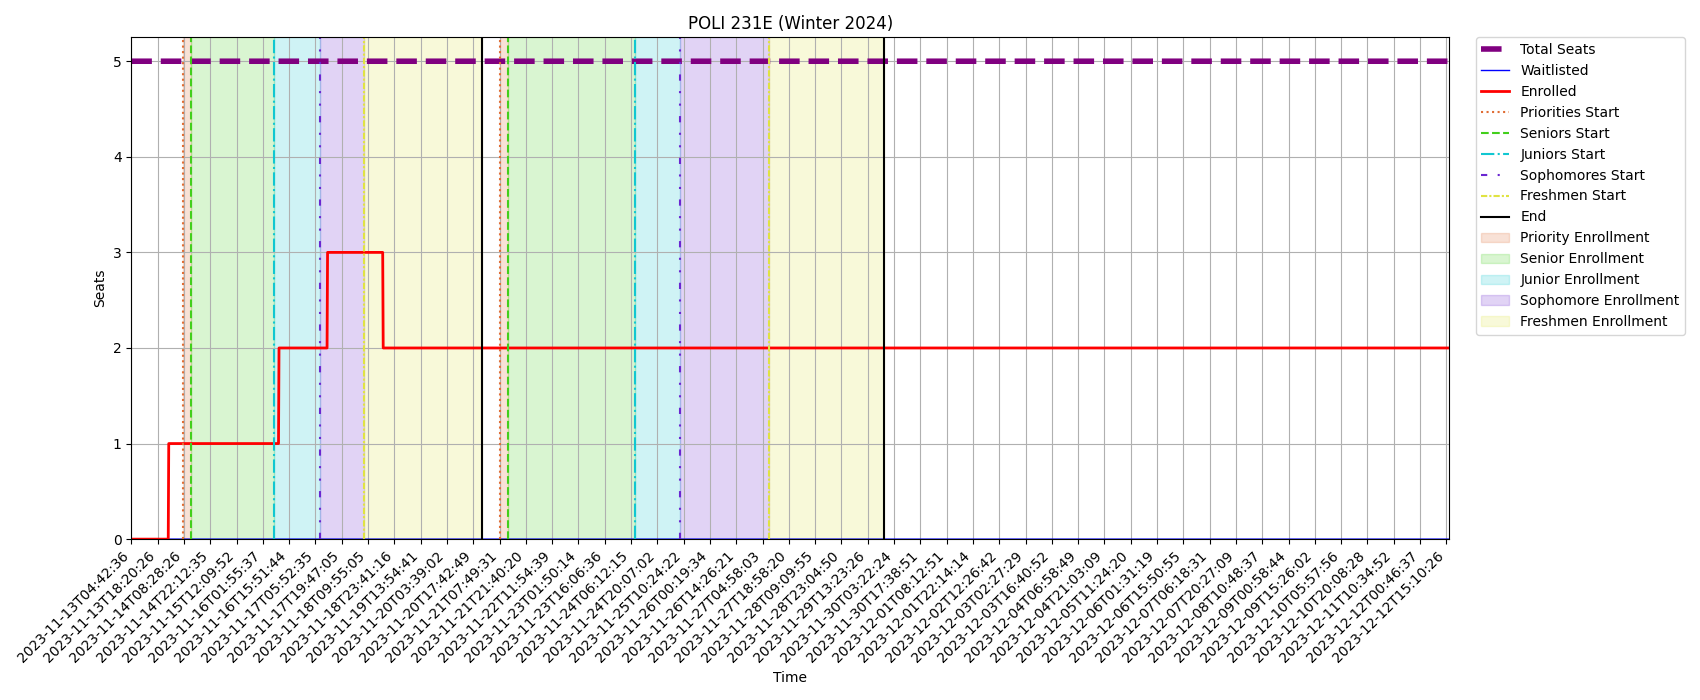 POLI 231E (Winter 2024)
Seats
5
4
3
2
1
0
2023-11-13T04:42:36
2023-11-13T18:20:26
2023-11-14T08:28:26
2023-11-14T22:12:35
2023-11-15T12:09:52
2023-11-16T01:55:37
2023-11-16T15:51:44
2023-11-17T05:52:35
2023-11-17T19:47:05
2023-11-18T09:55:05
2023-11-18T23:41:16
2023-11-19T13:54:41
2023-11-20T03:39:02
2023-11-20T17:42:49
2023-11-21T07:49:31
2023-11-21T21:40:20
2023-11-22T11:54:39
2023-11-23T01:50:14
2023-11-23T16:06:36
2023-11-24T06:12:15
2023-11-24T20:07:02
2023-11-25T10:24:22
2023-11-26T00:19:34
2023-11-26T14:26:21
2023-11-27T04:58:03
2023-11-27T18:58:20
2023-11-28T09:09:55
2023-11-28T23:04:50
2023-11-29T13:23:26
2023-11-30T03:22:24
2023-11-30T17:38:51
2023-12-01T08:12:51
2023-12-01T22:14:14
2023-12-02T12:26:42
2023-12-03T02:27:29
2023-12-03T16:40:52
2023-12-04T06:58:49
2023-12-04T21:03:09
2023-12-05T11:24:20
2023-12-06T01:31:19
2023-12-06T15:50:55
2023-12-07T06:18:31
2023-12-07T20:27:09
2023-12-08T10:48:37
2023-12-09T00:58:44
2023-12-09T15:26:02
2023-12-10T05:57:56
2023-12-10T20:08:28
2023-12-11T10:34:52
2023-12-12T00:46:37
2023-12-12T15:10:26
Time
Total Seats
Waitlisted
Enrolled
Priorities Start
Seniors Start
Juniors Start
Sophomores Start
Freshmen Start
End
Priority Enrollment
Senior Enrollment
Junior Enrollment
Sophomore Enrollment
Freshmen Enrollment